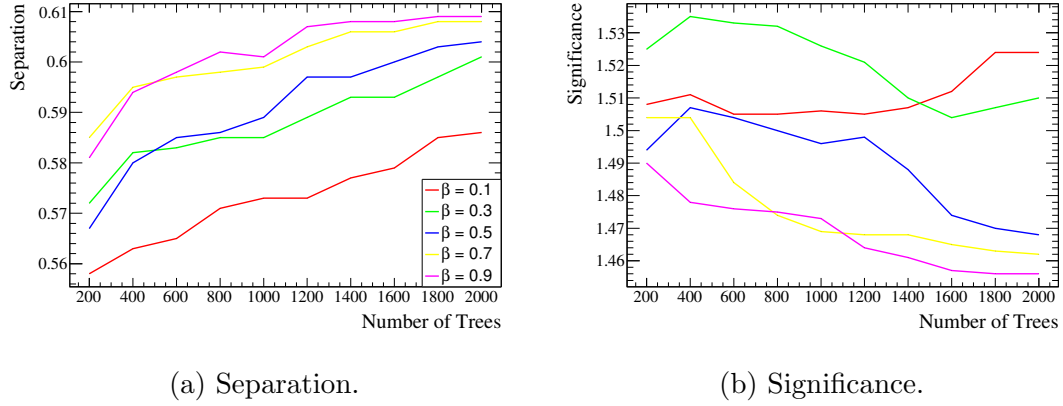 Separation
0.61
0.6
0.59
0.58
0.57
0.56
β = 0.1
β = 0.3
β = 0.5
β = 0.7
β = 0.9
200 400 600 800 1000 1200 1400 1600 1800 2000
Number of Trees
(a) Separation.
Significance
1.53
1.52
1.51
1.5
1.49
1.48
1.47
1.46
200 400 600 800 1000 1200 1400 1600 1800 2000
Number of Trees
(b) Significance.